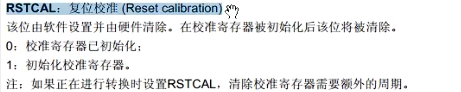 RSTCAL：复位校准 (Reset calibration)
该位由软件设置并由硬件清除。在校准寄存器被初始化后该位将被清除。
0：校准寄存器已初始化；
1：初始化校准寄存器。
注：如果正在进行转换时设置RSTCAL，清除校准寄存器需要额外的周期。